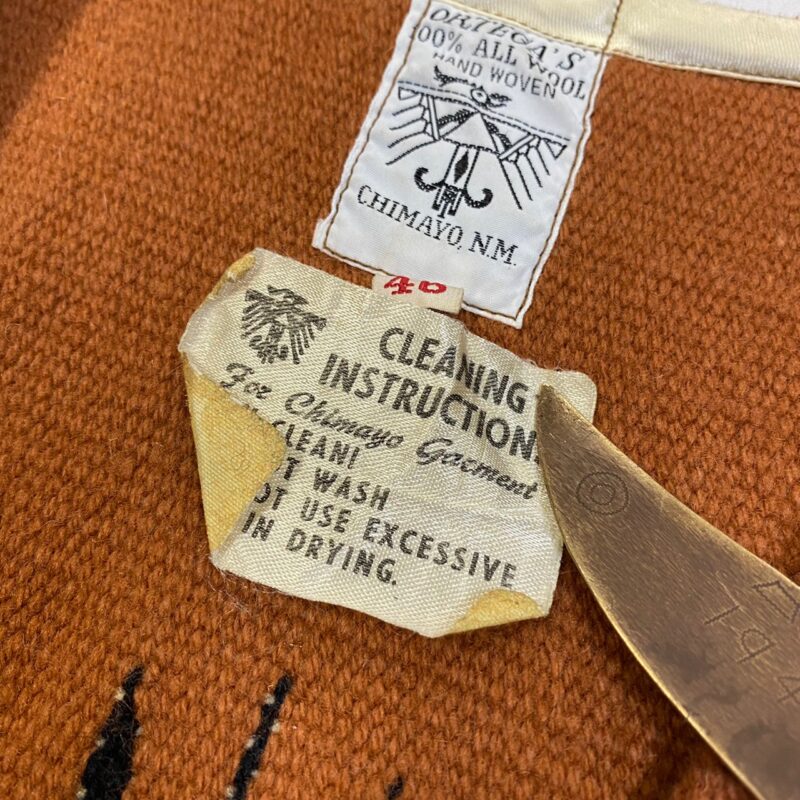 ORTEGA'S
100% ALL WOOL
HAND WOVEN
CHIMAYO, N.M.
40
CLEANING
INSTRUCTION
For Chimayo Garment
CLEAN!
WASH
USE EXCESSIVE
IN DRYING.
194